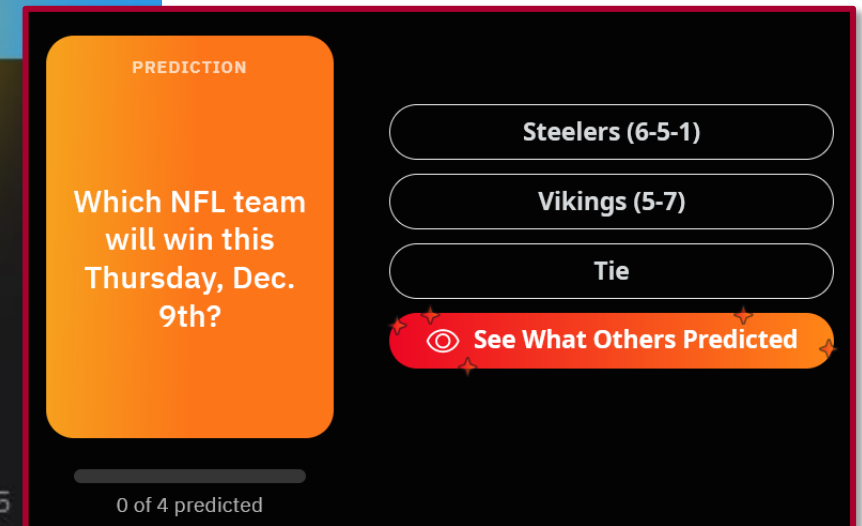 PREDICTION
Which NFL team
will win this
Thursday, Dec.
9th?
0 of 4 predicted
Steelers (6-5-1)
Vikings (5-7)
Tie
See What Others Predicted
5